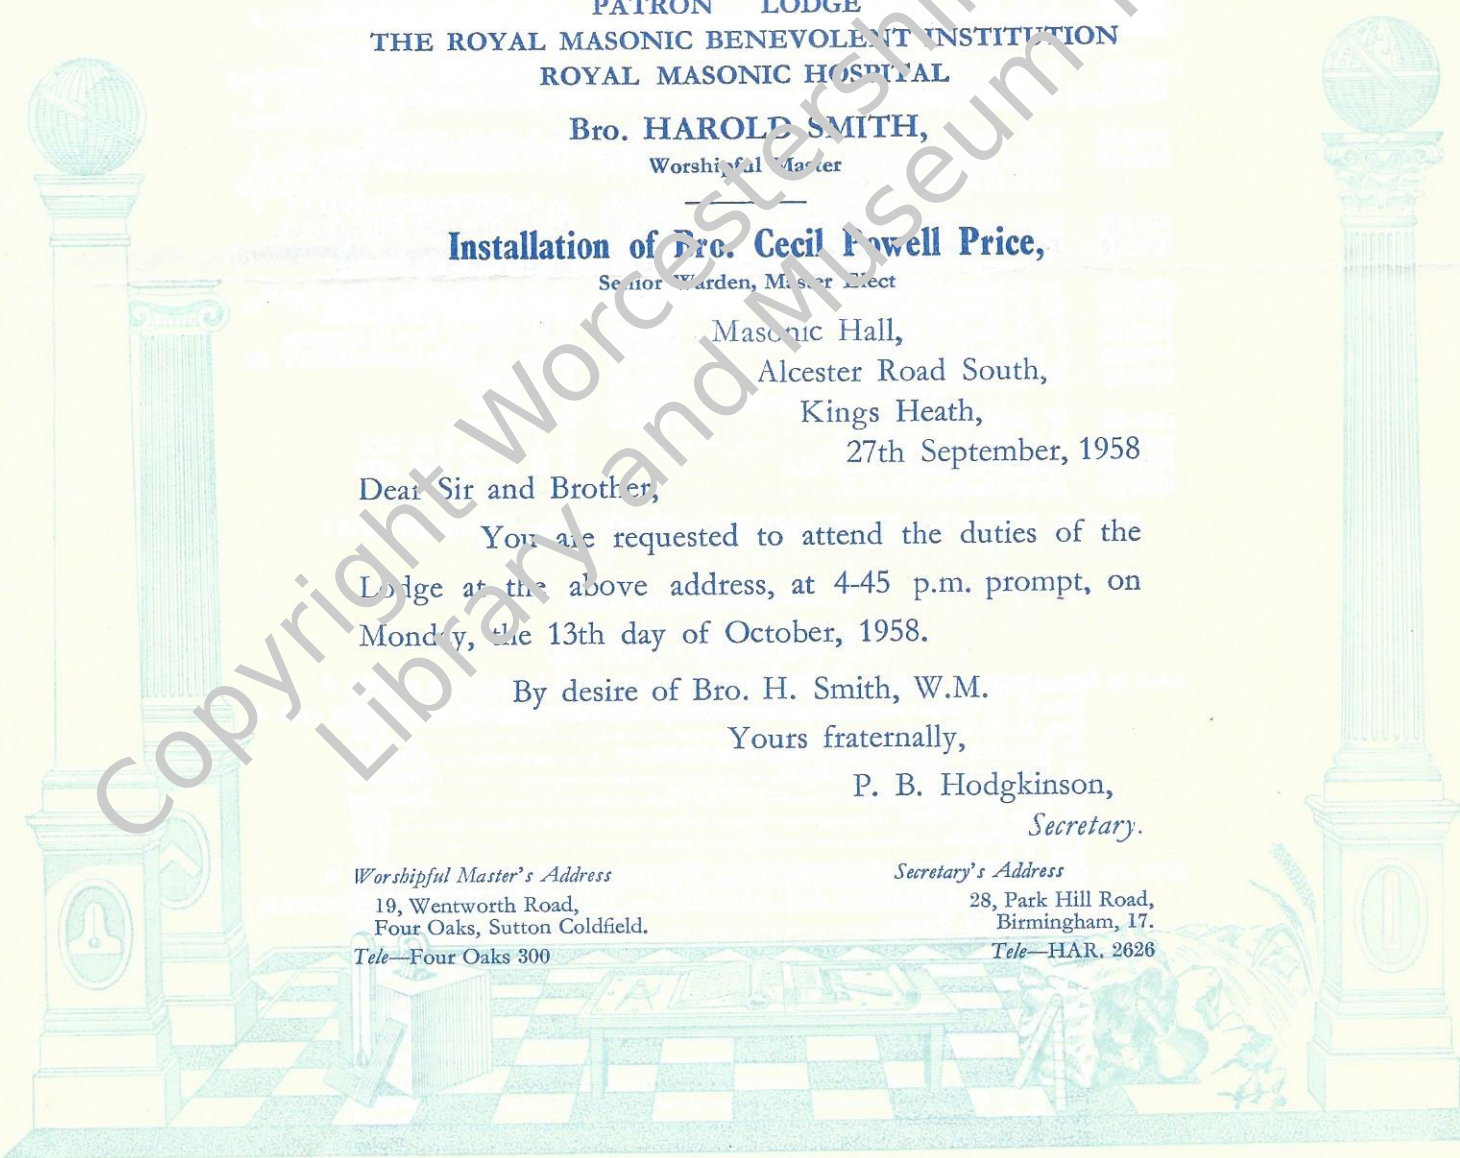 PATRON LODGE
THE ROYAL MASONIC BENEVOLENT INSTITUTION
ROYAL MASONIC HOSPITAL
Bro. HAROLD SMITH,
Worshipful Master
Installation of Bro. Cecil Powell Price,
Senior Warden, Master Elect
Masonic Hall,
Alcester Road South,
Kings Heath,
27th September, 1958
Dear Sir and Brother,
You are requested to attend the duties of the
Lodge at the above address, at 4-45 p.m. prompt, on
Monday, the 13th day of October, 1958.
By desire of Bro. H. Smith, W.M.
Yours fraternally,
P. B. Hodgkinson,
Secretary.
Worshipful Master's Address
19, Wentworth Road,
Four Oaks, Sutton Coldfield.
Tele—Four Oaks 300
Secretary's Address
28, Park Hill Road,
Birmingham, 17.
Tele—HAR. 2626
Copyright Worcestershi
Library and Museum